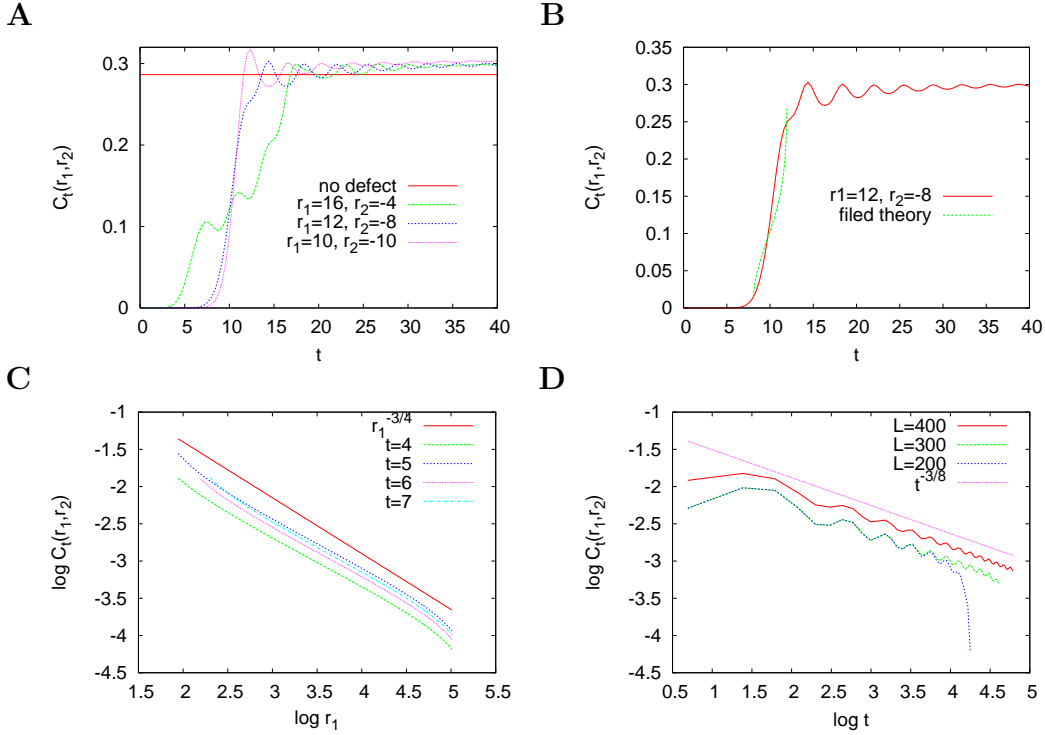 A
0.3
0.2
0.1
0
C_t(r_1,r_2)
no defect
r_1=16, r_2=-4
r_1=12, r_2=-8
r_1=10, r_2=-10
0 5 10 15 20 25 30 35 40
t
B
0.35
0.3
0.25
0.2
0.15
0.1
0.05
0
C_t(r_1,r_2)
r1=12, r_2=-8
filed theory
0 5 10 15 20 25 30 35 40
t
C
-1
-1.5
-2
-2.5
-3
-3.5
-4
-4.5
log C_t(r_1,r_2)
r_1^{-3/4}
t=4
t=5
t=6
t=7
1.5 2 2.5 3 3.5 4 4.5 5 5.5
log r_1
D
-1
-1.5
-2
-2.5
-3
-3.5
-4
-4.5
log C_t(r_1,r_2)
L=400
L=300
L=200
t^{-3/8}
0.5 1 1.5 2 2.5 3 3.5 4 4.5 5
log t